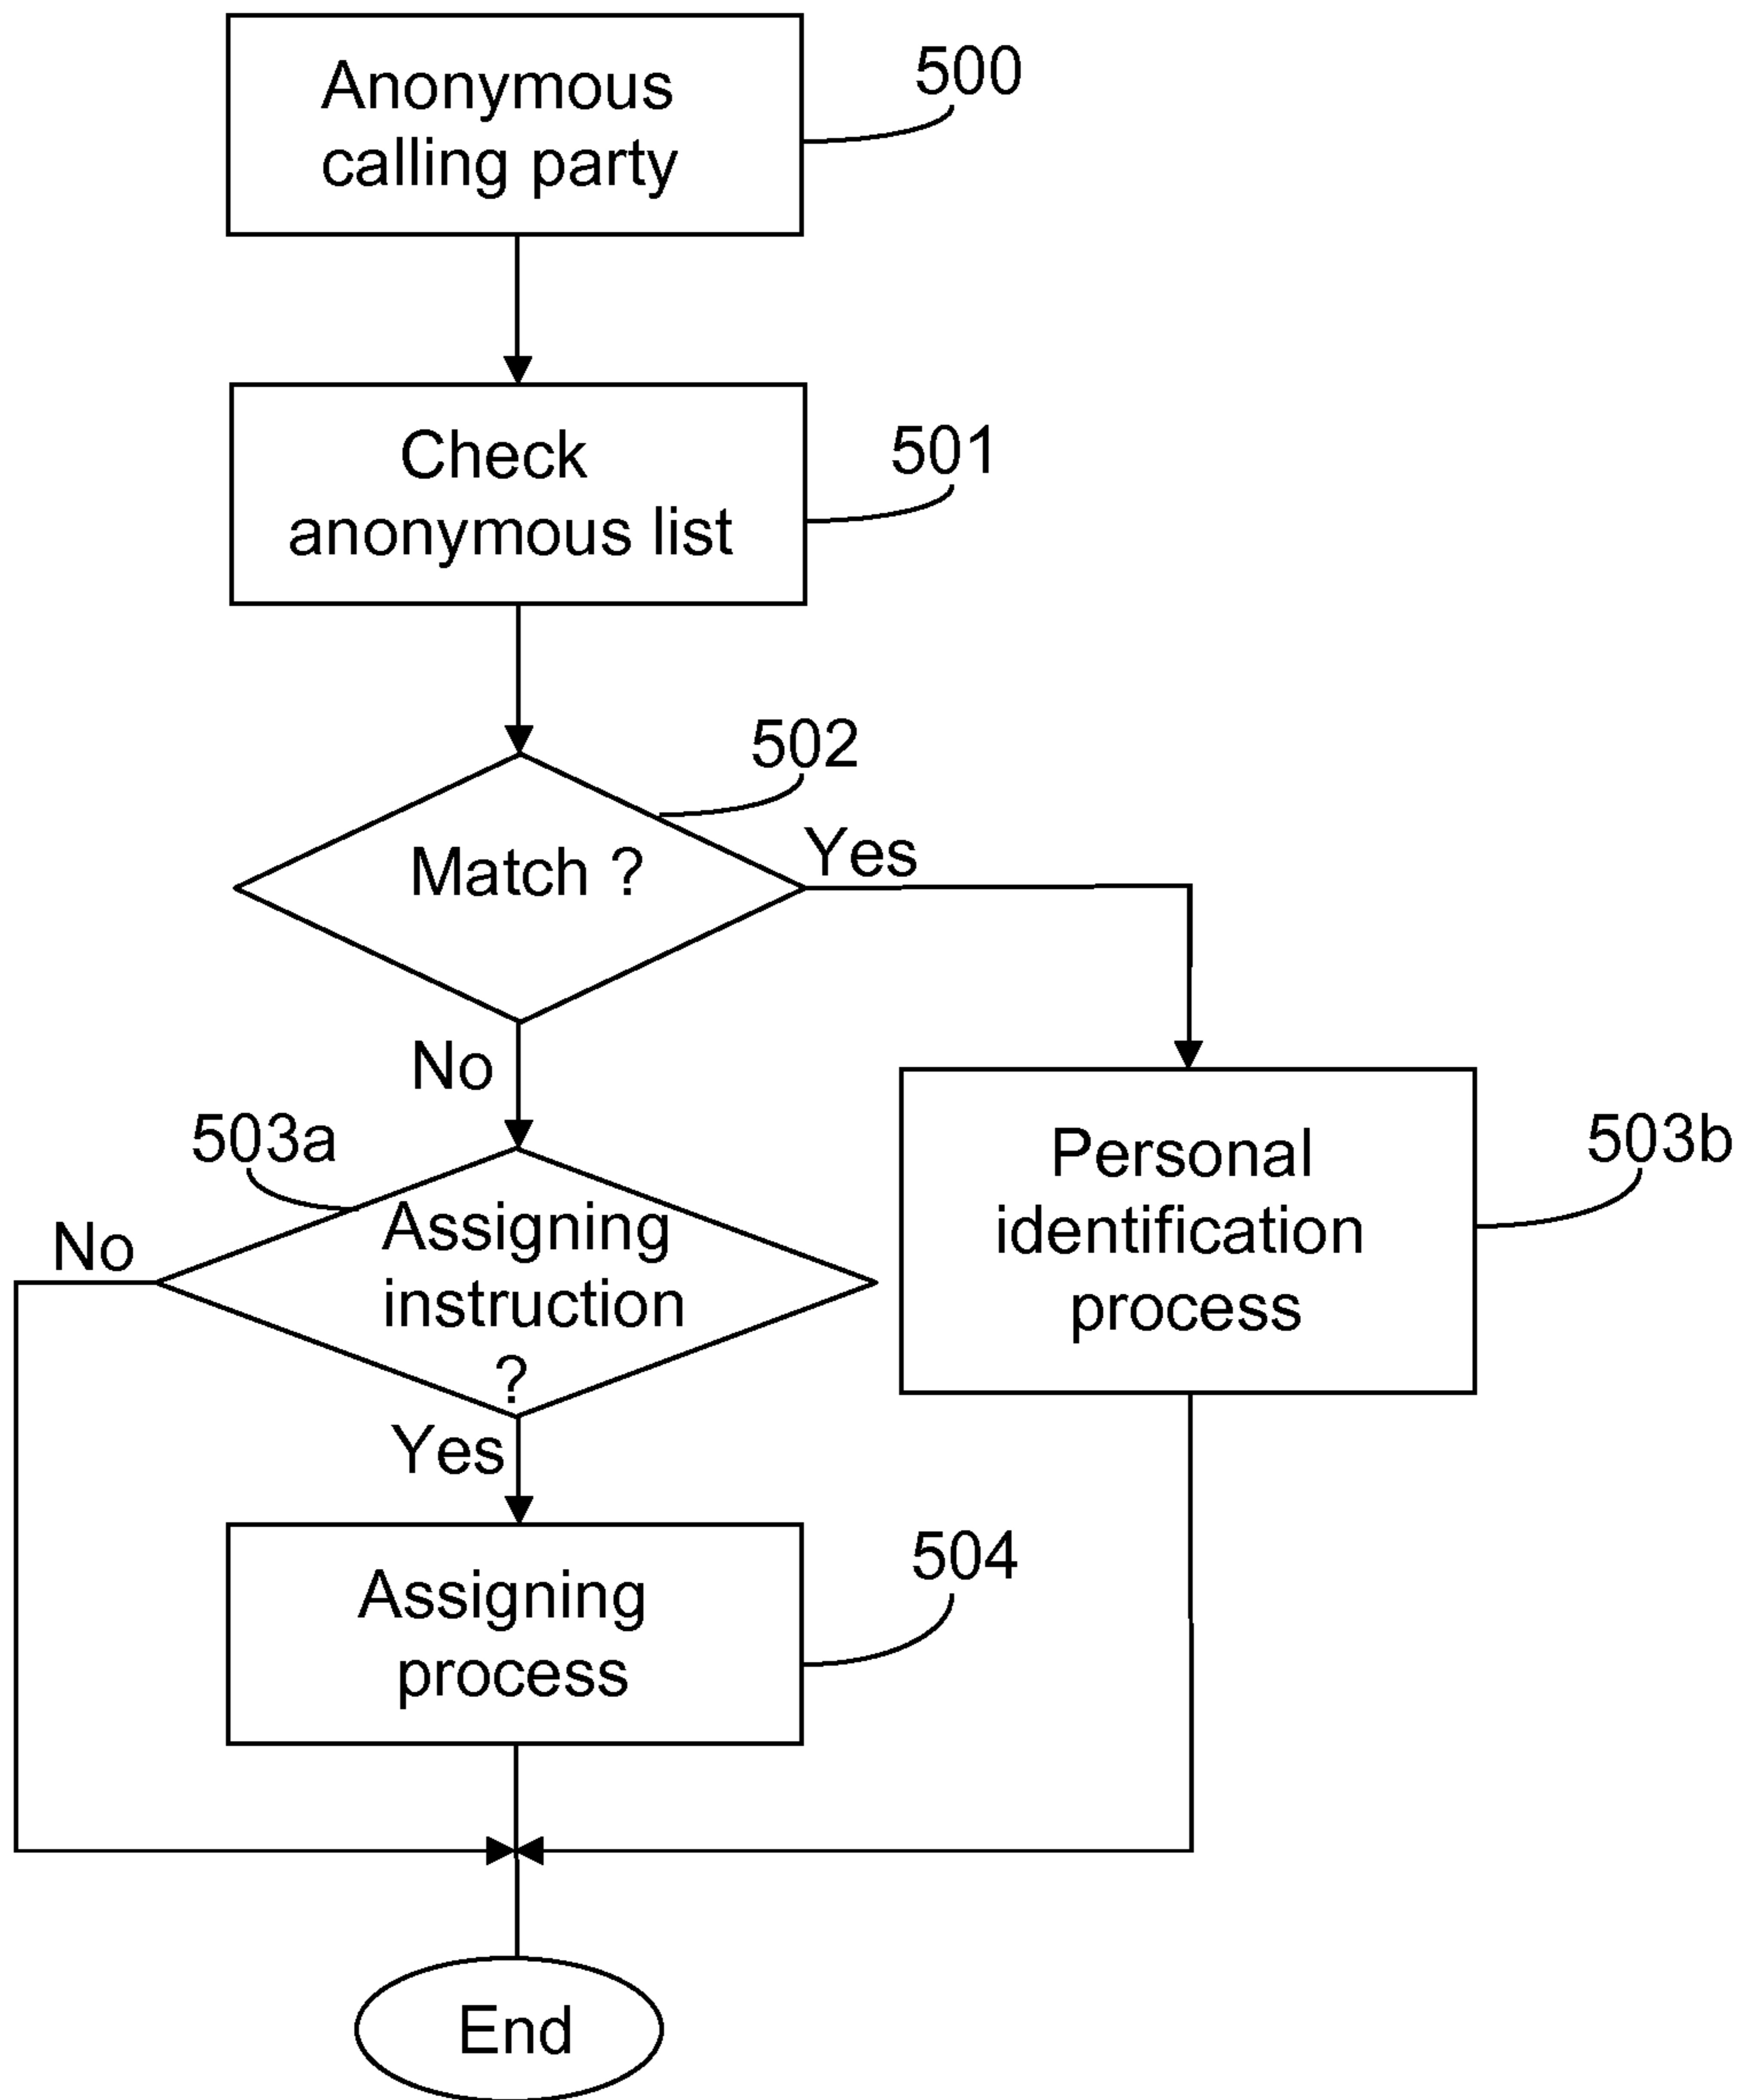 Anonymous
calling party
500
Check
anonymous list
501
502
Match ?
Yes
No
503a
No
Assigning
instruction
?
Yes
Personal
identification
process
503b
Assigning
process
504
End